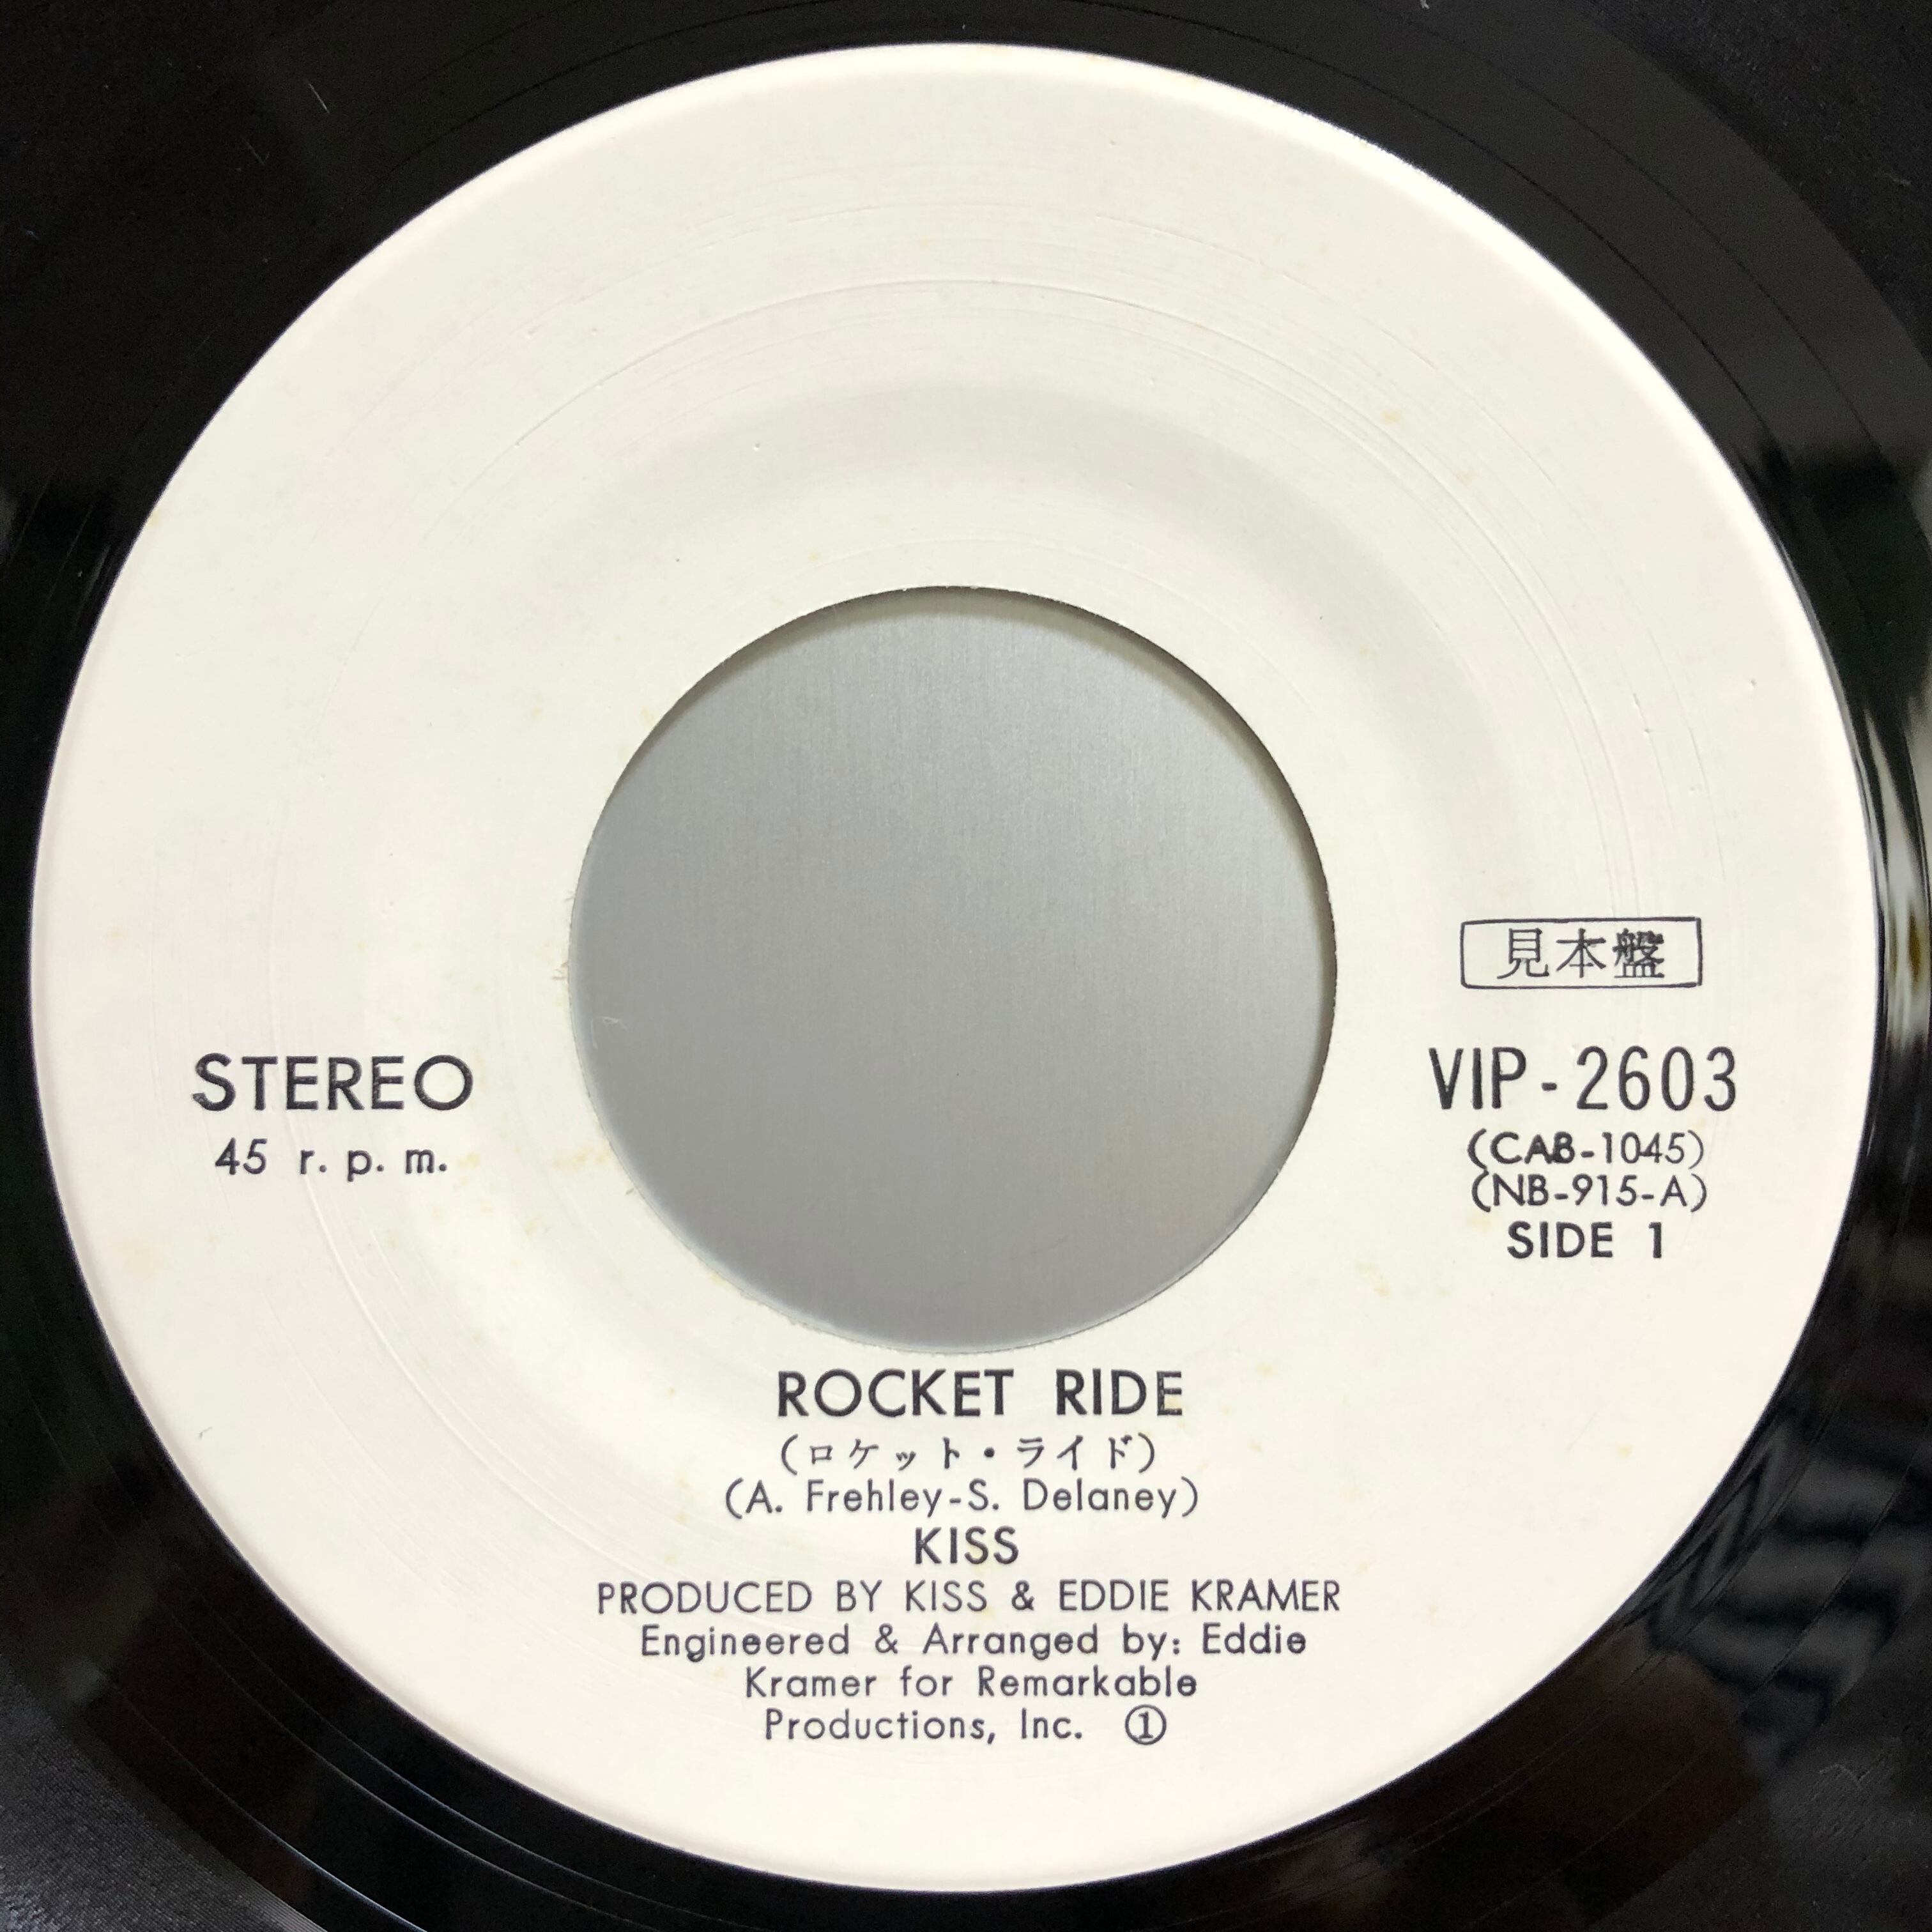 見本盤
STEREO
45 r. p. m.
VIP-2603
(CAB-1045)
(NB-915-A)
SIDE 1
ROCKET RIDE
(ロケット・ライド)
(A. Frehley-S. Delaney)
KISS
PRODUCED BY KISS & EDDIE KRAMER
Engineered & Arranged by: Eddie
Kramer for Remarkable
Productions, Inc. ①